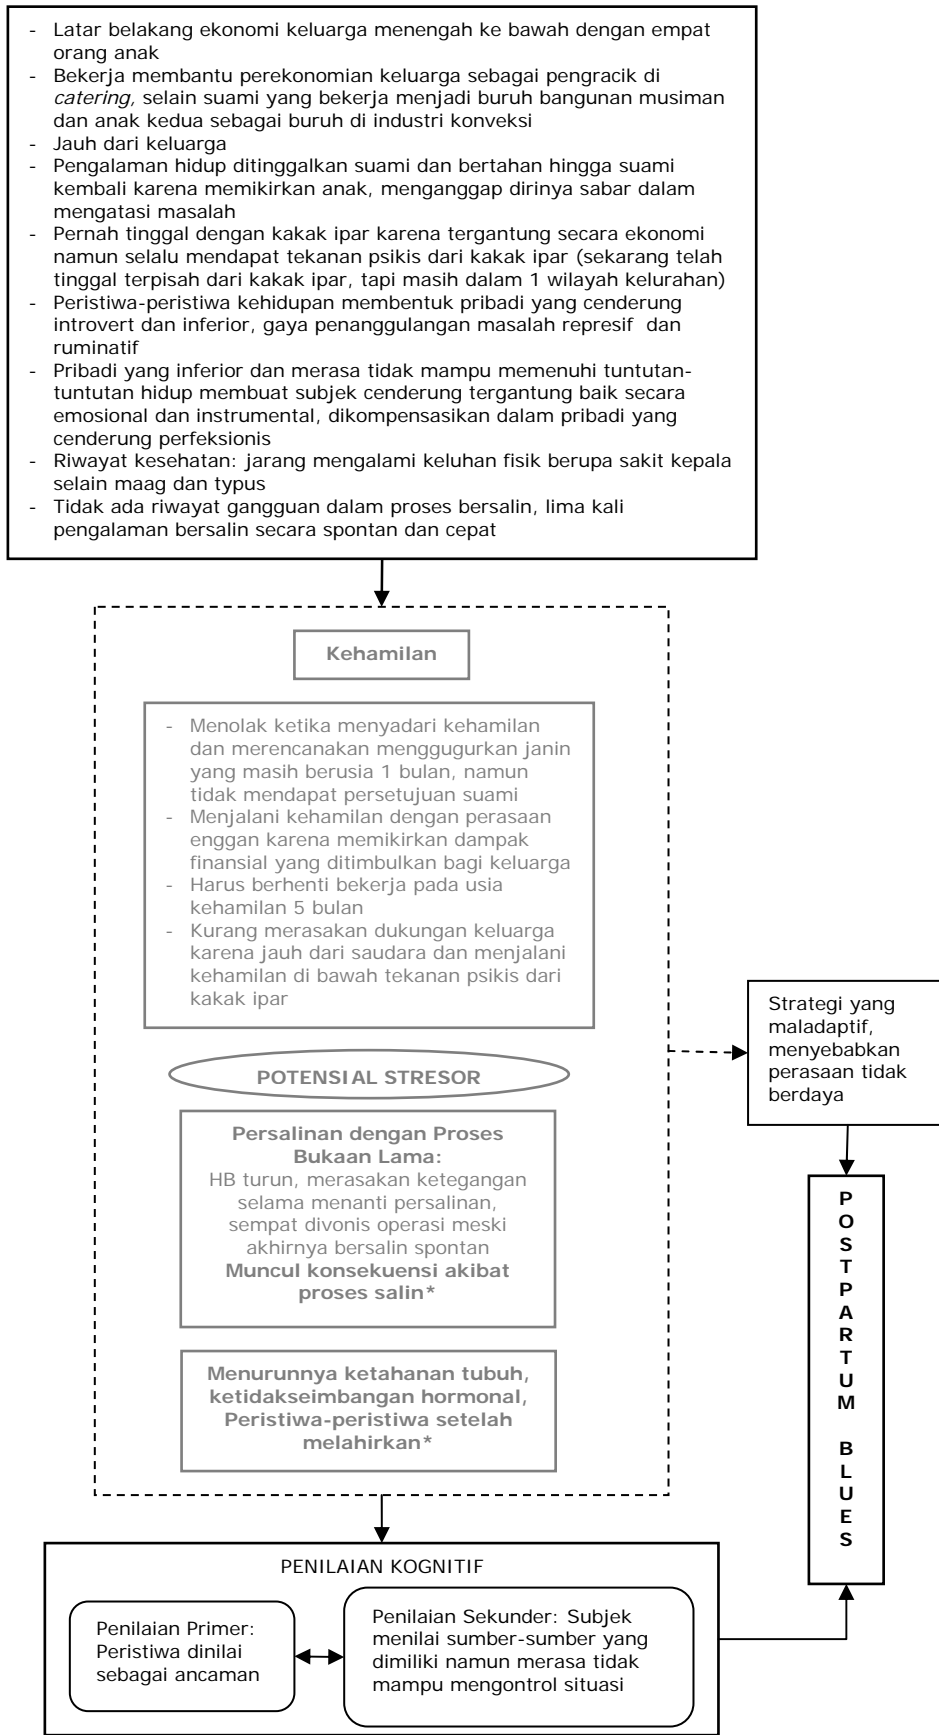 - Latar belakang ekonomi keluarga menengah ke bawah dengan empat
orang anak
- Bekerja membantu perekonomian keluarga sebagai pengracik di
catering, selain suami yang bekerja menjadi buruh bangunan musiman
dan anak kedua sebagai buruh di industri konveksi
- Jauh dari keluarga
- Pengalaman hidup ditinggalkan suami dan bertahan hingga suami
kembali karena memikirkan anak, menganggap dirinya sabar dalam
mengatasi masalah
- Pernah tinggal dengan kakak ipar karena tergantung secara ekonomi
namun selalu mendapat tekanan psikis dari kakak ipar (sekarang telah
tinggal terpisah dari kakak ipar, tapi masih dalam 1 wilayah kelurahan)
- Peristiwa-peristiwa kehidupan membentuk pribadi yang cenderung
introvert dan inferior, gaya penanggulangan masalah represif dan
ruminatif
- Pribadi yang inferior dan merasa tidak mampu memenuhi tuntutan-
tuntutan hidup membuat subjek cenderung tergantung baik secara
emosional dan instrumental, dikompensasikan dalam pribadi yang
cenderung perfeksionis
- Riwayat kesehatan: jarang mengalami keluhan fisik berupa sakit kepala
selain maag dan typus
- Tidak ada riwayat gangguan dalam proses bersalin, lima kali
pengalaman bersalin secara spontan dan cepat
Kehamilan
- Menolak ketika menyadari kehamilan
dan merencanakan menggugurkan janin
yang masih berusia 1 bulan, namun
tidak mendapat persetujuan suami
- Menjalani kehamilan dengan perasaan
enggan karena memikirkan dampak
finansial yang ditimbulkan bagi keluarga
- Harus berhenti bekerja pada usia
kehamilan 5 bulan
- Kurang merasakan dukungan keluarga
karena jauh dari saudara dan menjalani
kehamilan di bawah tekanan psikis dari
kakak ipar
POTENSIAL STRESOR
Persalinan dengan Proses
Bukaan Lama:
HB turun, merasakan ketegangan
selama menanti persalinan,
sempat divonis operasi meski
akhirnya bersalin spontan
Muncul konsekuensi akibat
proses salin*
Menurunnya ketahanan tubuh,
ketidakseimbangan hormonal,
Peristiwa-peristiwa setelah
melahirkan*
Strategi yang
maladaptif,
menyebabkan
perasaan tidak
berdaya
P
O
S
T
P
A
R
T
U
M
B
L
U
E
S
PENILAIAN KOGNITIF
Penilaian Primer:
Peristiwa dinilai
sebagai ancaman
Penilaian Sekunder: Subjek
menilai sumber-sumber yang
dimiliki namun merasa tidak
mampu mengontrol situasi